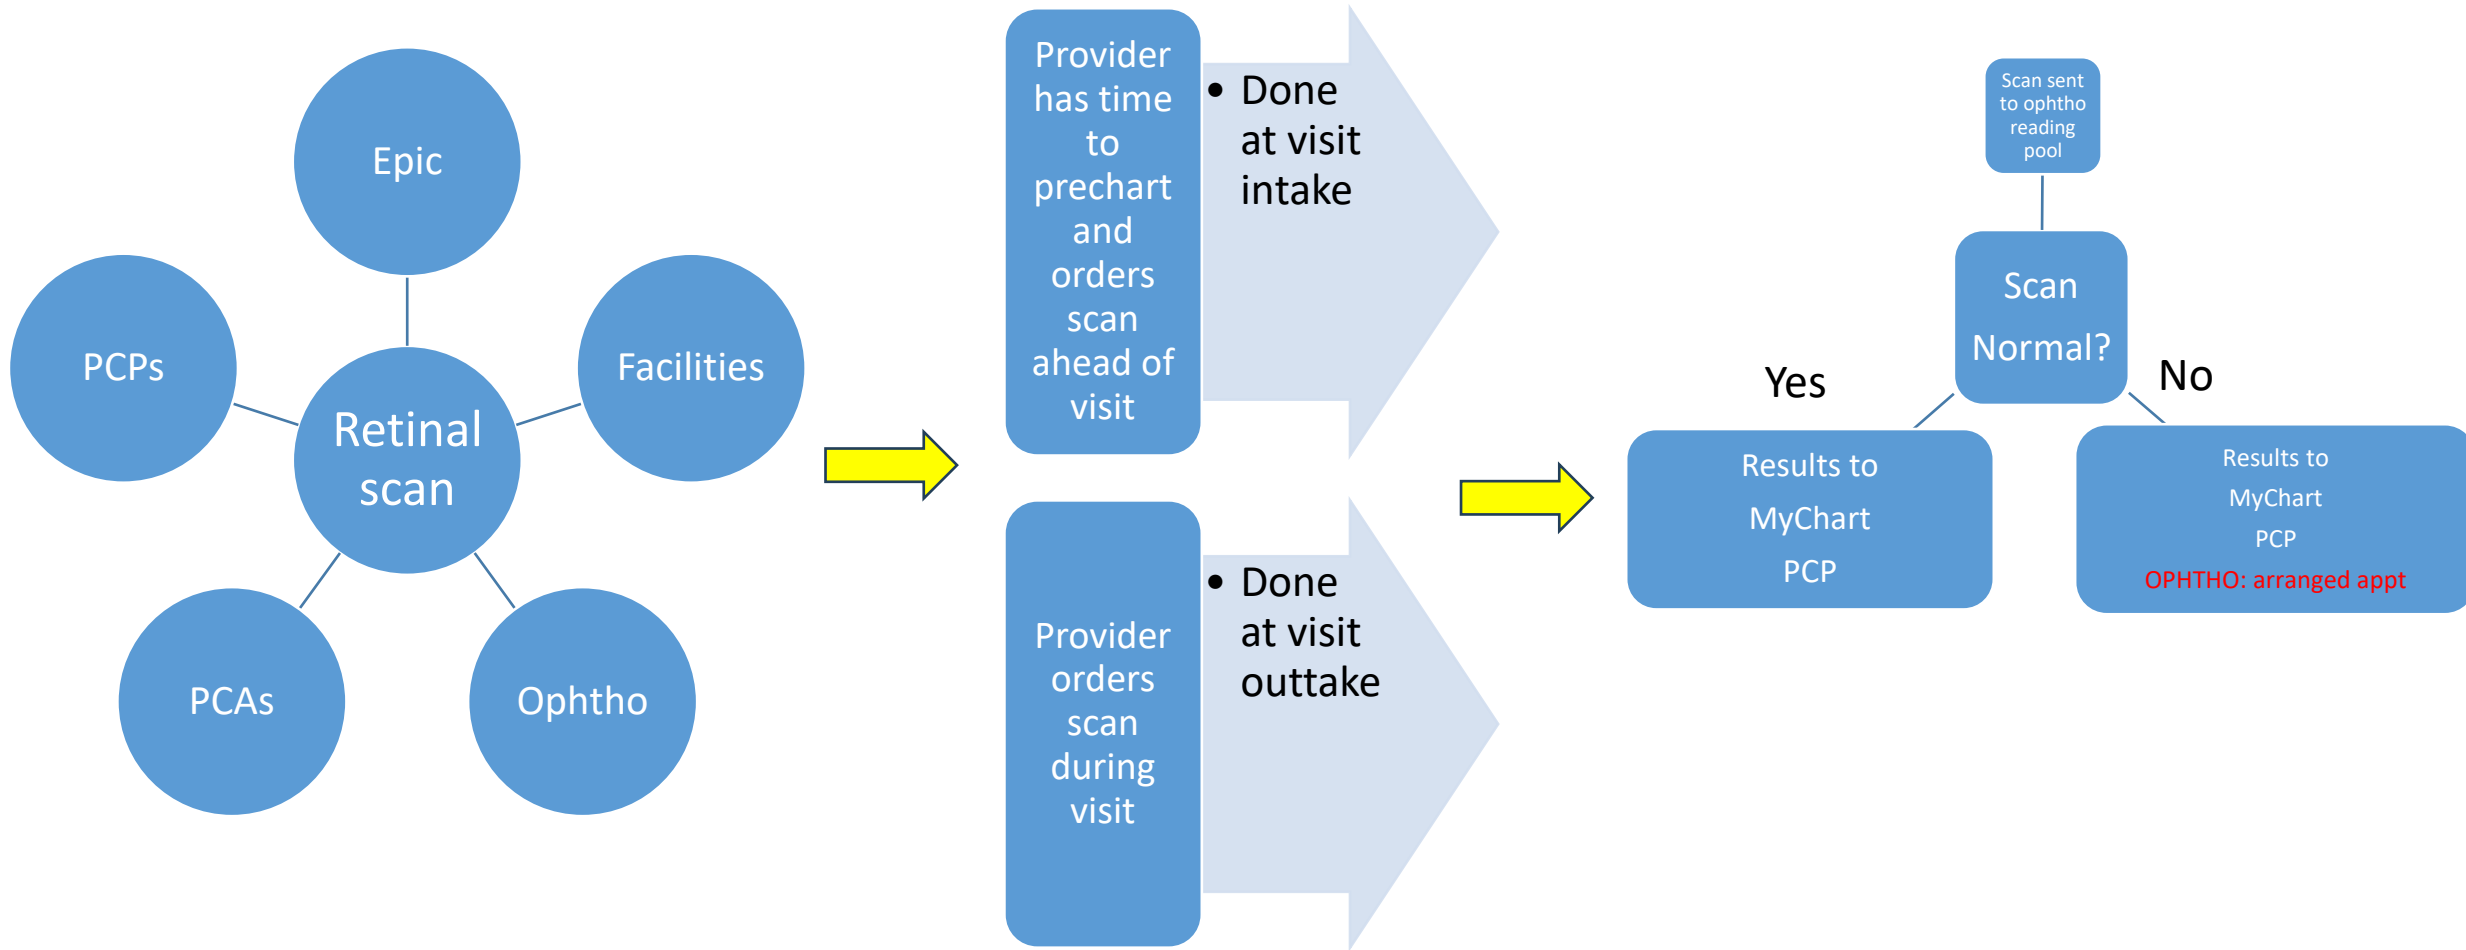 Epic
PCPs
Facilities
Retinal
scan
PCAs
Ophtho
Provider
has time
to
prechart
and
orders
scan
ahead of
visit
• Done
at visit
intake
Provider
orders
scan
during
visit
• Done
at visit
outtake
Scan sent
to ophtho
reading
pool
Scan
Normal?
Yes
No
Results to
MyChart
PCP
Results to
MyChart
PCP
OPHTHO: arranged appt